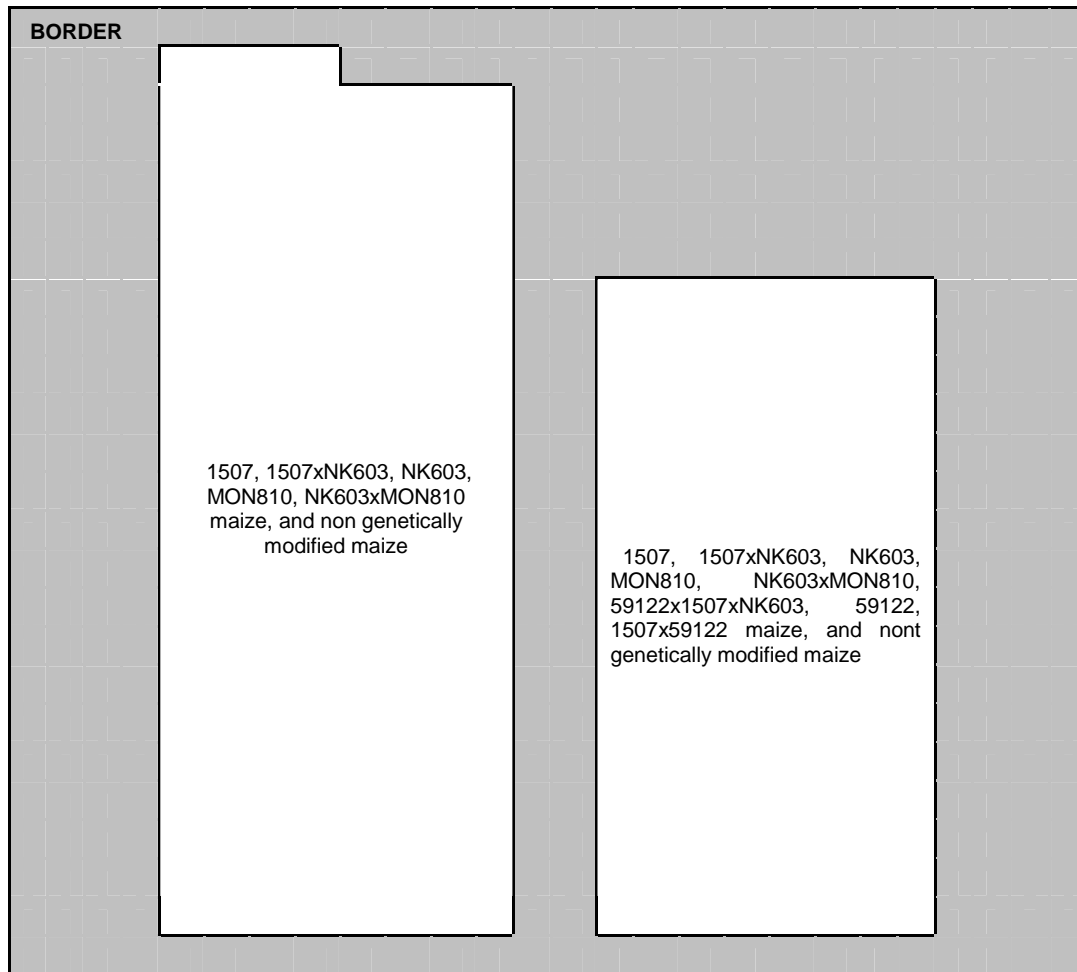 BORDER
1507, 1507xNK603, NK603,
MON810, NK603xMON810
maize, and non genetically
modified maize
1507, 1507xNK603, NK603,
MON810, NK603xMON810,
59122x1507xNK603, 59122,
1507x59122 maize, and nont
genetically modified maize